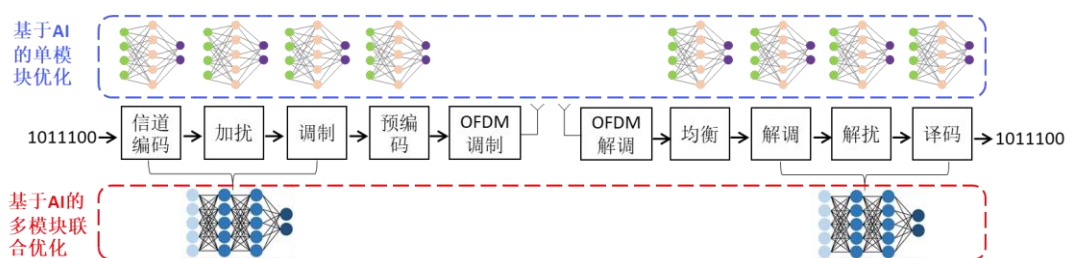 基于AI
的单模
块优化
1011100
信道
编码
加扰
调制
预编
码
OFDM
调制
OFDM
解调
均衡
解调
解扰
译码
1011100
基于AI的
多模块联
合优化